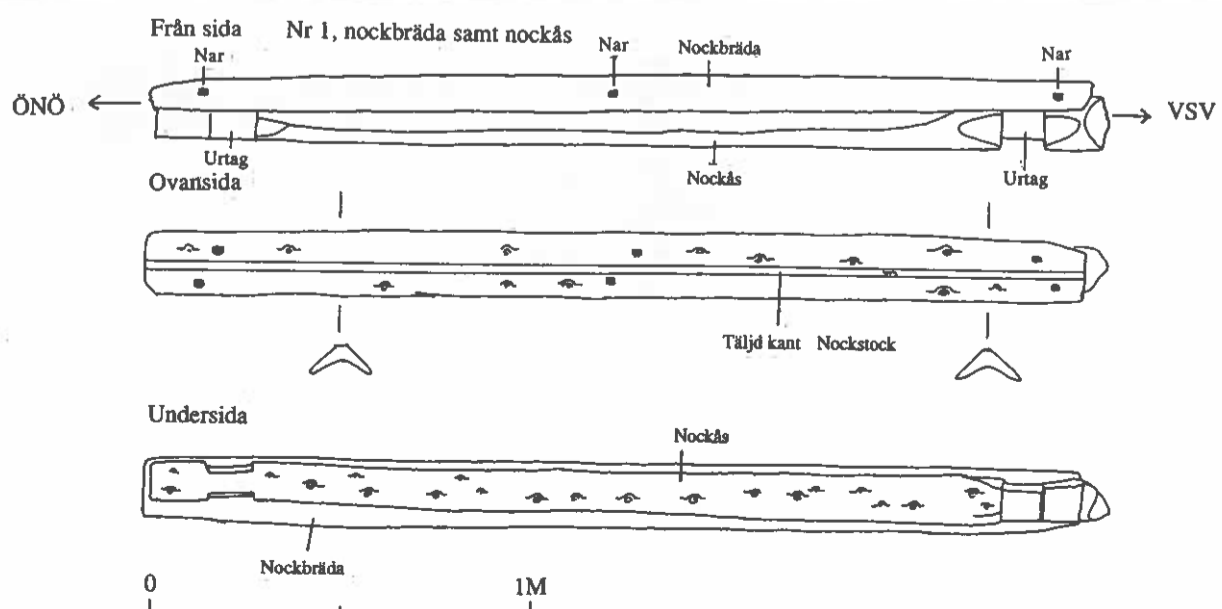 Från sida Nr 1, nockbräda samt nockås
Nar Nar Nockbräda Nar
ÖNÖ VSV
Urtag Nockås Urtag
Ovansida
Täljd kant Nockstock
Undersida
Nockås
Nockbräda
0 1M